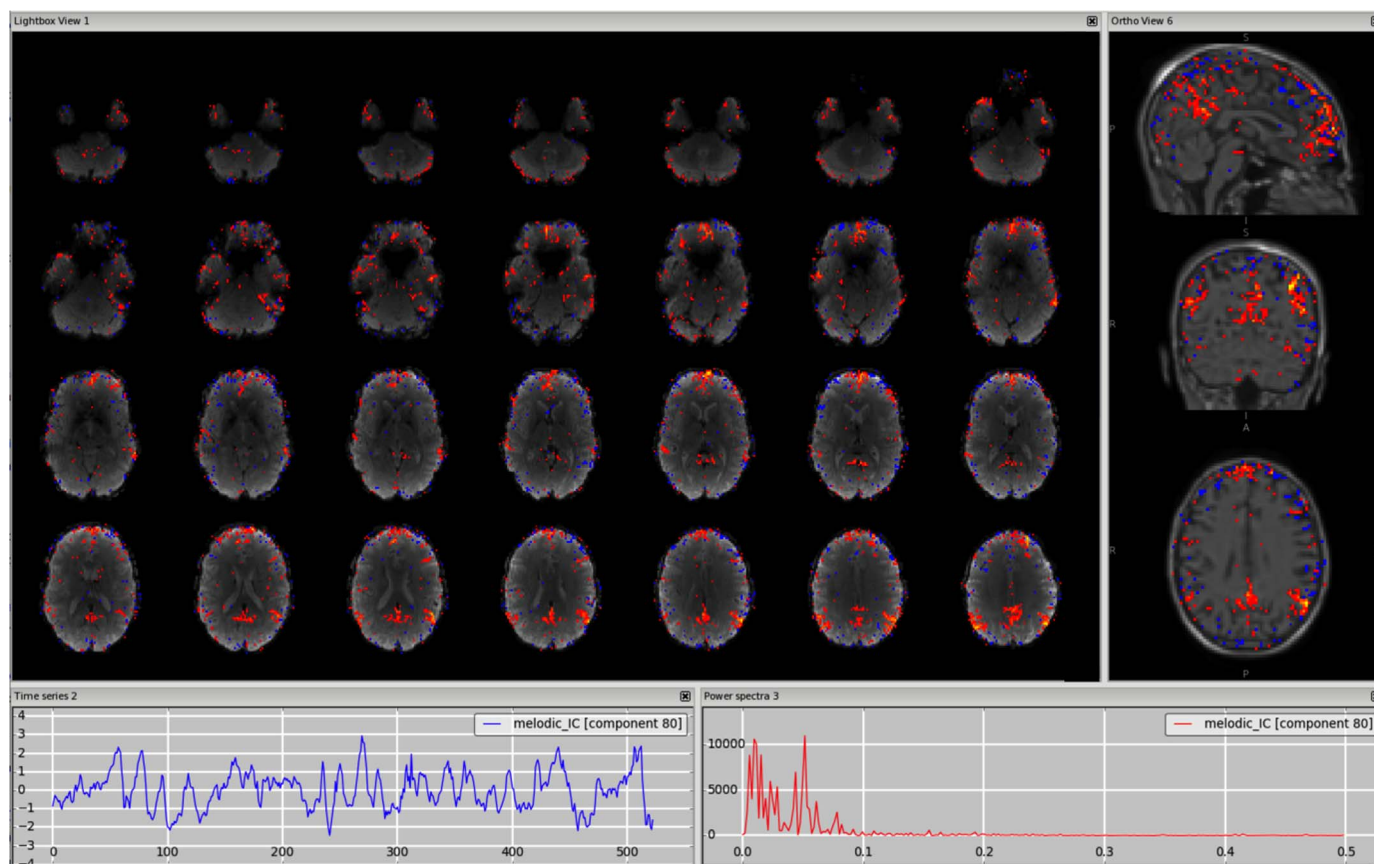 Lightbox View 1
Ortho View 6
S
P
I
S
R
I
A
R
P
Time series 2
melodic_IC [component 80]
4
3
2
1
0
−1
−2
−3
−4
0
100
200
300
400
500
Power spectra 3
melodic_IC [component 80]
10000
5000
0
0.0
0.1
0.2
0.3
0.4
0.5